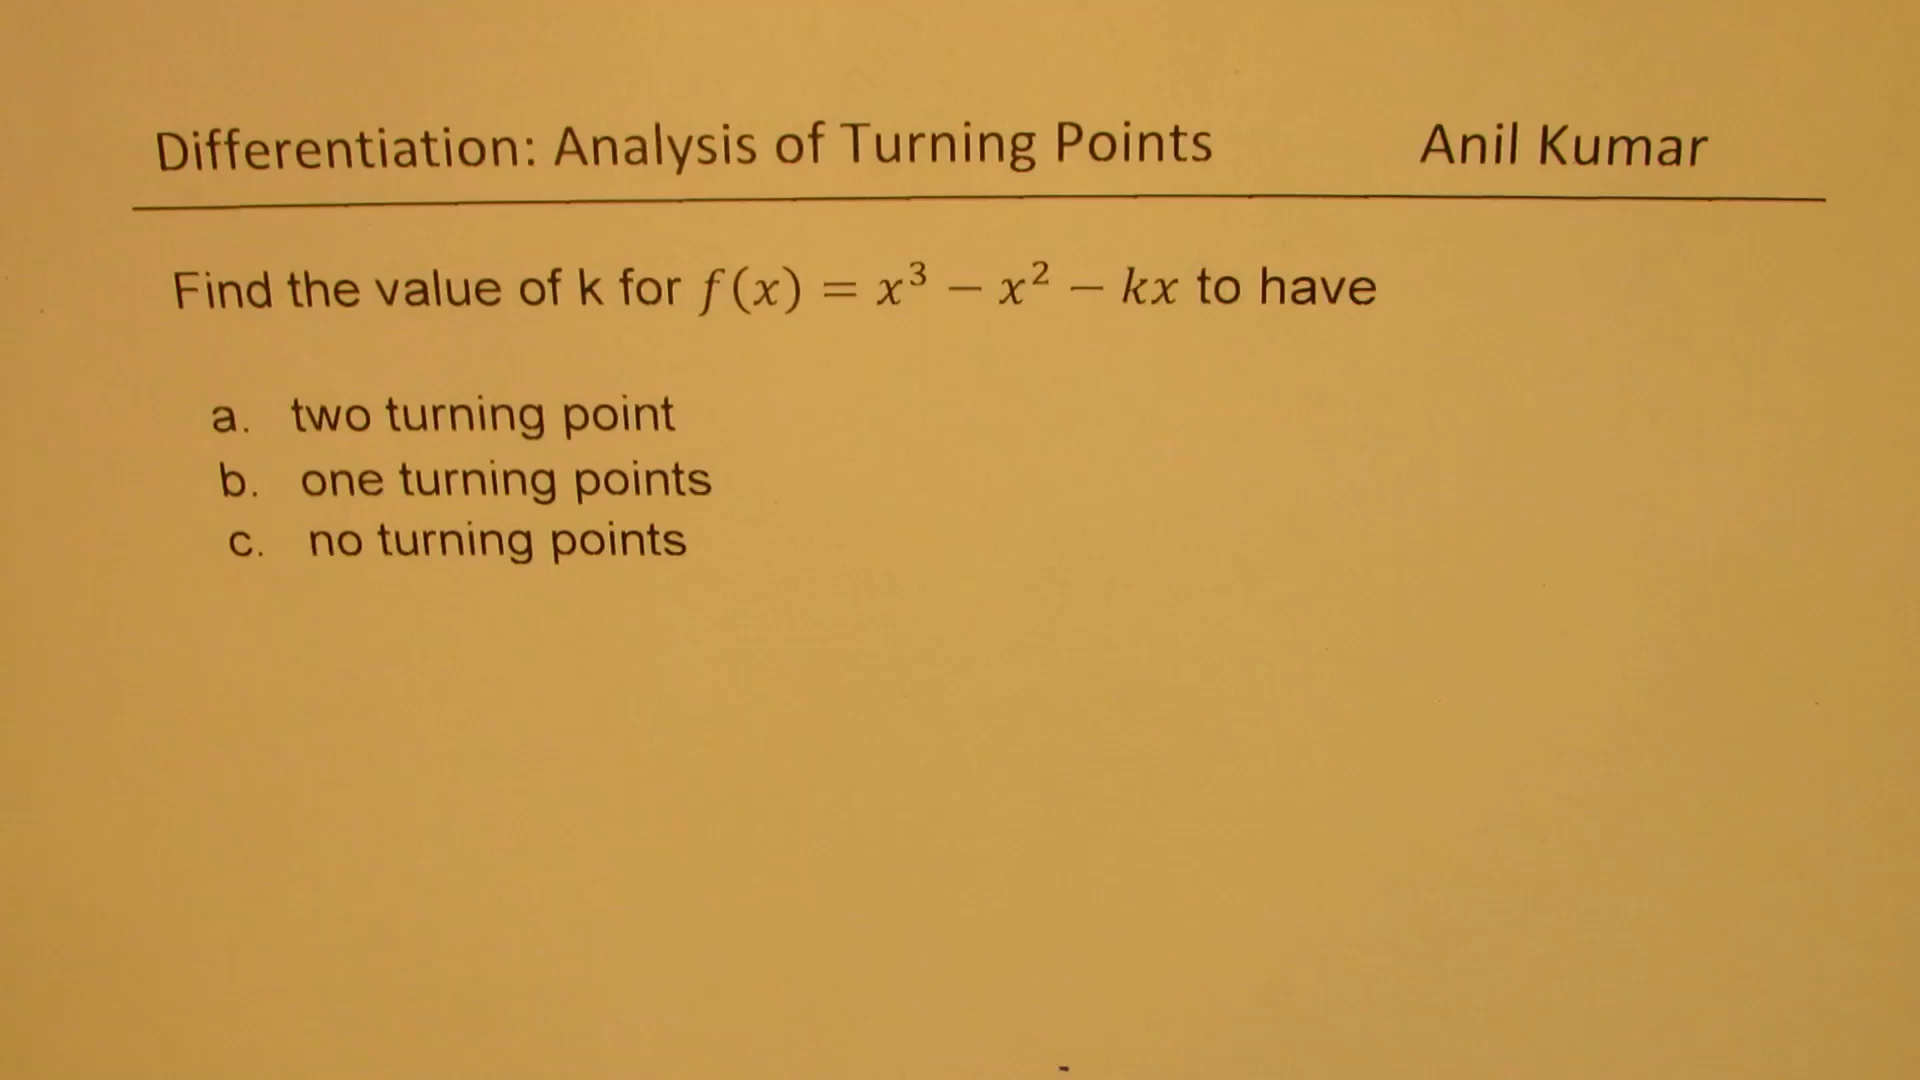 Differentiation: Analysis of Turning Points Anil Kumar
Find the value of k for f(x) = x³ − x² − kx to have
a. two turning point
b. one turning points
c. no turning points